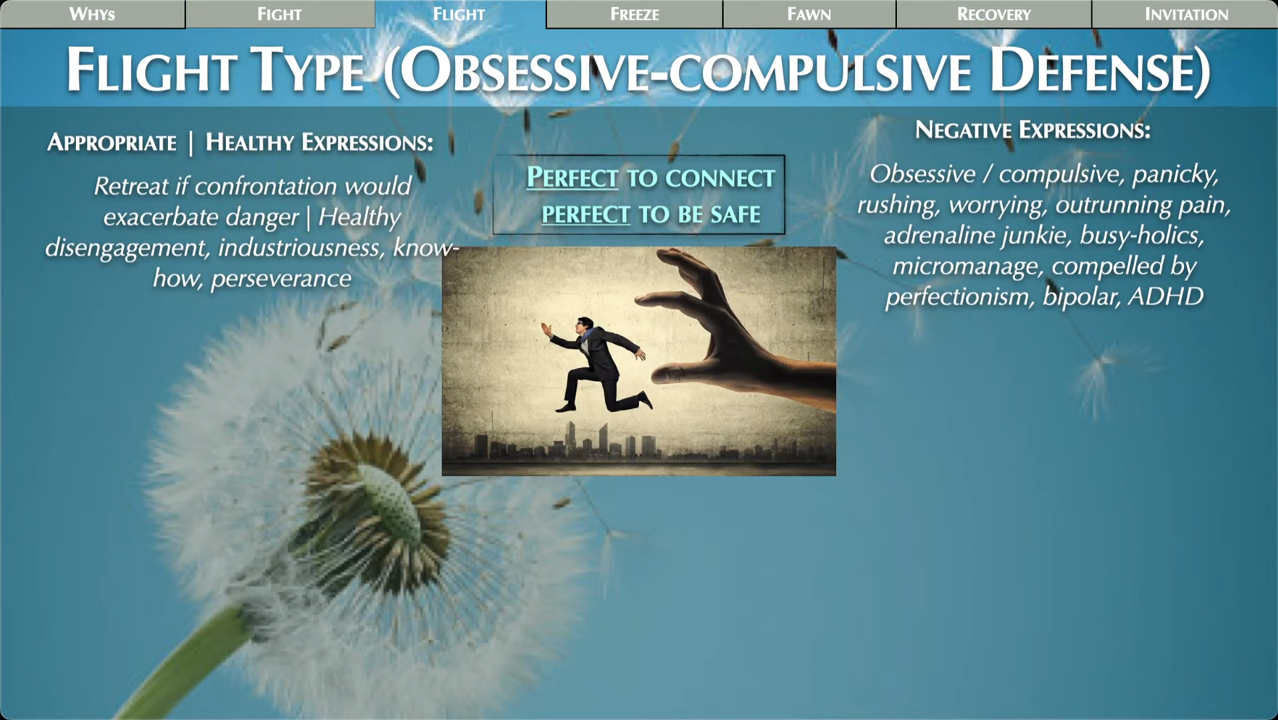 Whys
Fight
Flight
Freeze
Fawn
Recovery
Invitation
Flight Type (Obsessive-compulsive Defense)
Appropriate | Healthy Expressions:
Retreat if confrontation would
exacerbate danger | Healthy
disengagement, industriousness, know-
how, perseverance
Perfect to connect
perfect to be safe
Negative Expressions:
Obsessive / compulsive, panicky,
rushing, worrying, outrunning pain,
adrenaline junkie, busy-holics,
micromanage, compelled by
perfectionism, bipolar, ADHD